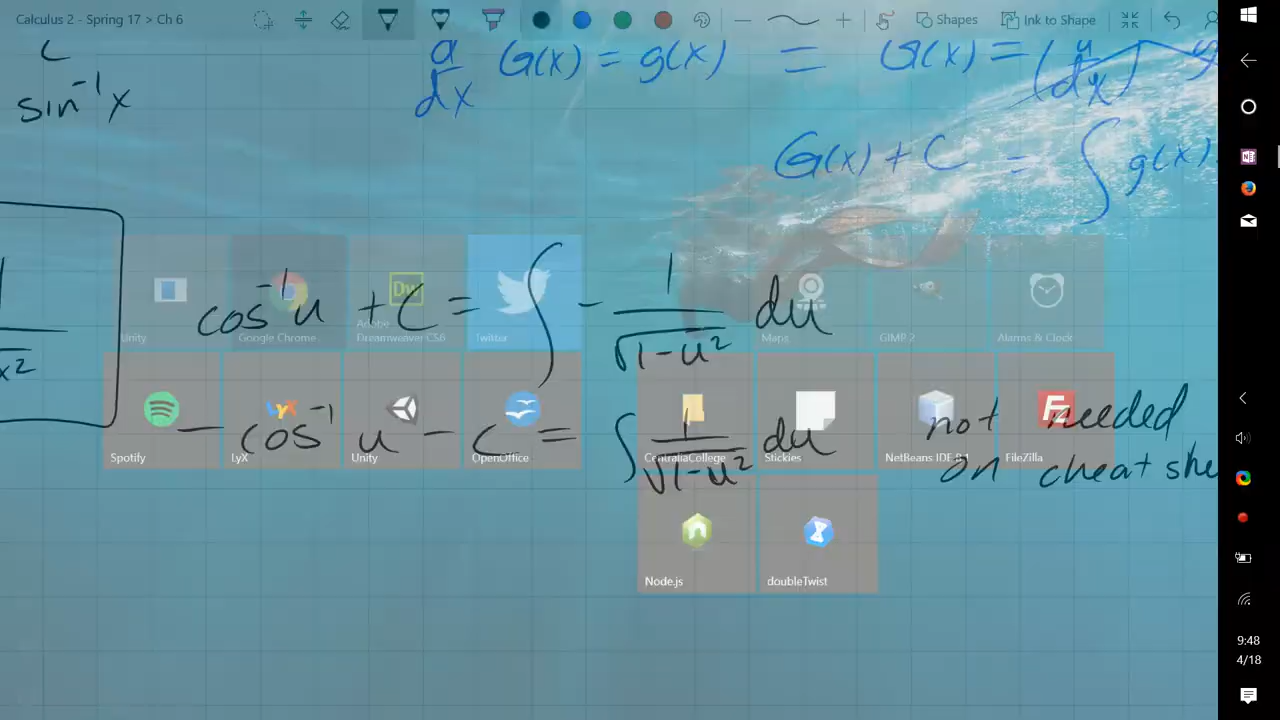 Calculus 2 - Spring 17 > Ch 6
Shapes
Ink to Shape
d/dx G(x) = g(x) = G(x) =
sin⁻¹x
G(x) + C = ∫ g(x)
cos⁻¹u + C = ∫ - 1/√(1-u²) du
x²
Unity
Google Chrome
Adobe Dreamweaver CS6
Twitter
Maps
GIMP 2
Alarms & Clock
- cos⁻¹ u - C = ∫ 1/√(1-u²) du
not needed
on cheat she
Spotify
LyX
Unity
OpenOffice
CentraliaCollege
Stickies
NetBeans IDE 8.1
FileZilla
Node.js
doubleTwist
9:48
4/18